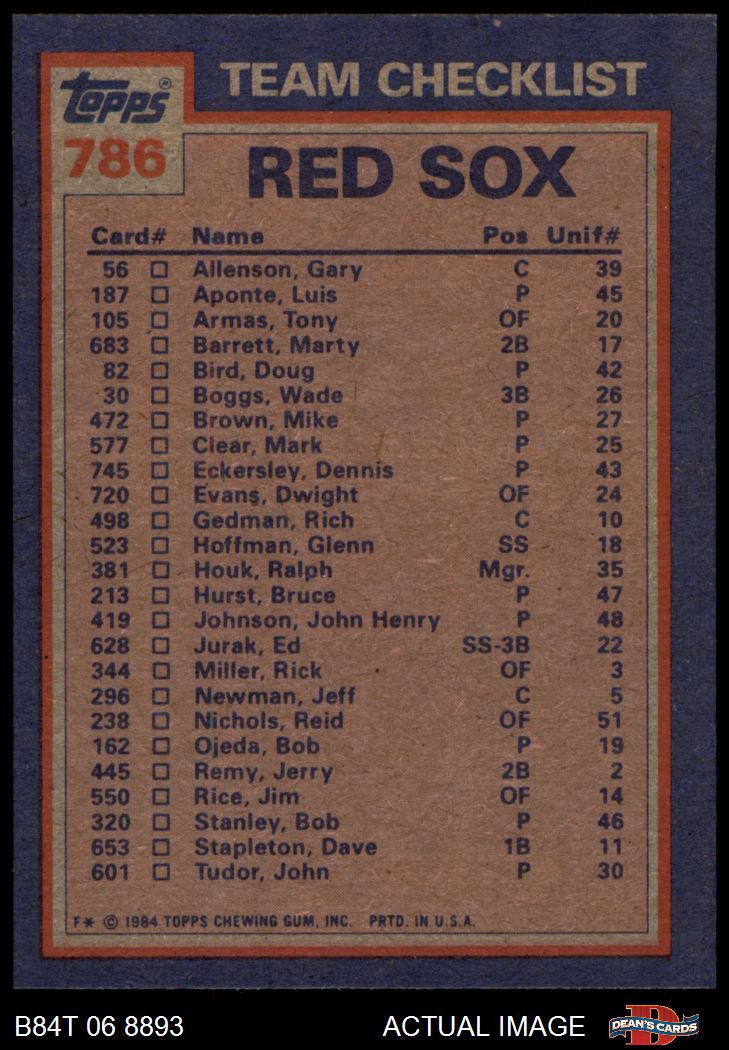 Topps®
TEAM CHECKLIST
786
RED SOX
Card# Name Pos Unif#
56 Allenson, Gary C 39
187 Aponte, Luis P 45
105 Armas, Tony OF 20
683 Barrett, Marty 2B 17
82 Bird, Doug P 42
30 Boggs, Wade 3B 26
472 Brown, Mike P 27
577 Clear, Mark P 25
745 Eckersley, Dennis P 43
720 Evans, Dwight OF 24
498 Gedman, Rich C 10
523 Hoffman, Glenn SS 18
381 Houk, Ralph Mgr. 35
213 Hurst, Bruce P 47
419 Johnson, John Henry P 48
628 Jurak, Ed SS-3B 22
344 Miller, Rick OF 3
296 Newman, Jeff C 5
238 Nichols, Reid OF 51
162 Ojeda, Bob P 19
445 Remy, Jerry 2B 2
550 Rice, Jim OF 14
320 Stanley, Bob P 46
653 Stapleton, Dave 1B 11
601 Tudor, John P 30
F* © 1984 TOPPS CHEWING GUM, INC. PRTD. IN U.S.A.
B84T 06 8893 ACTUAL IMAGE D DEAN'S CARDS